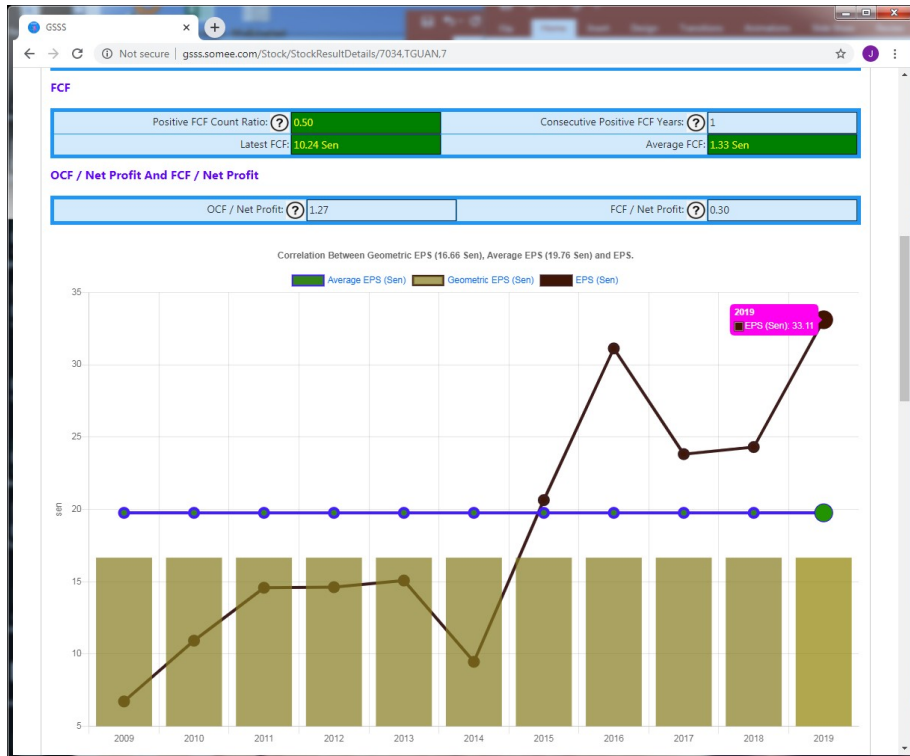 GSSS
Not secure gsss.somee.com/Stock/StockResultDetails/7034,TGUAN,7
J
FCF
Positive FCF Count Ratio: ? 0.50 Consecutive Positive FCF Years: ? 1
Latest FCF: 10.24 Sen Average FCF: 1.33 Sen
OCF / Net Profit And FCF / Net Profit
OCF / Net Profit: ? 1.27 FCF / Net Profit: ? 0.30
Correlation Between Geometric EPS (16.66 Sen), Average EPS (19.76 Sen) and EPS.
Average EPS (Sen) Geometric EPS (Sen) EPS (Sen)
35
2019
EPS (Sen): 33.11
30
25
20
sen
15
10
5
2009 2010 2011 2012 2013 2014 2015 2016 2017 2018 2019